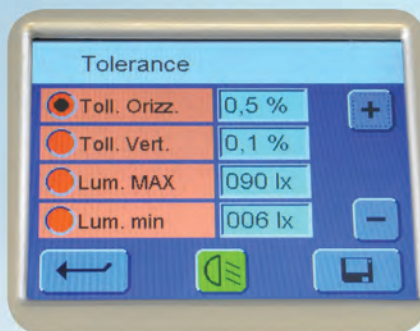 Tolerance
Toll. Orizz. 0,5 % +
Toll. Vert. 0,1 %
Lum. MAX 090 lx
Lum. min 006 lx −